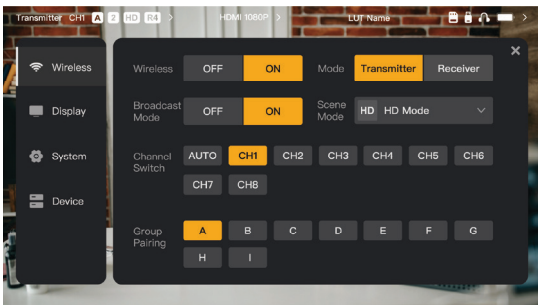 Transmitter CH1 A 2 HD R4 > HDMI 1080P > LUT Name >
Wireless
Display
System
Device
Wireless OFF ON Mode Transmitter Receiver
Broadcast Mode OFF ON Scene Mode HD HD Mode
Channel Switch AUTO CH1 CH2 CH3 CH4 CH5 CH6
CH7 CH8
Group Pairing A B C D E F G
H I